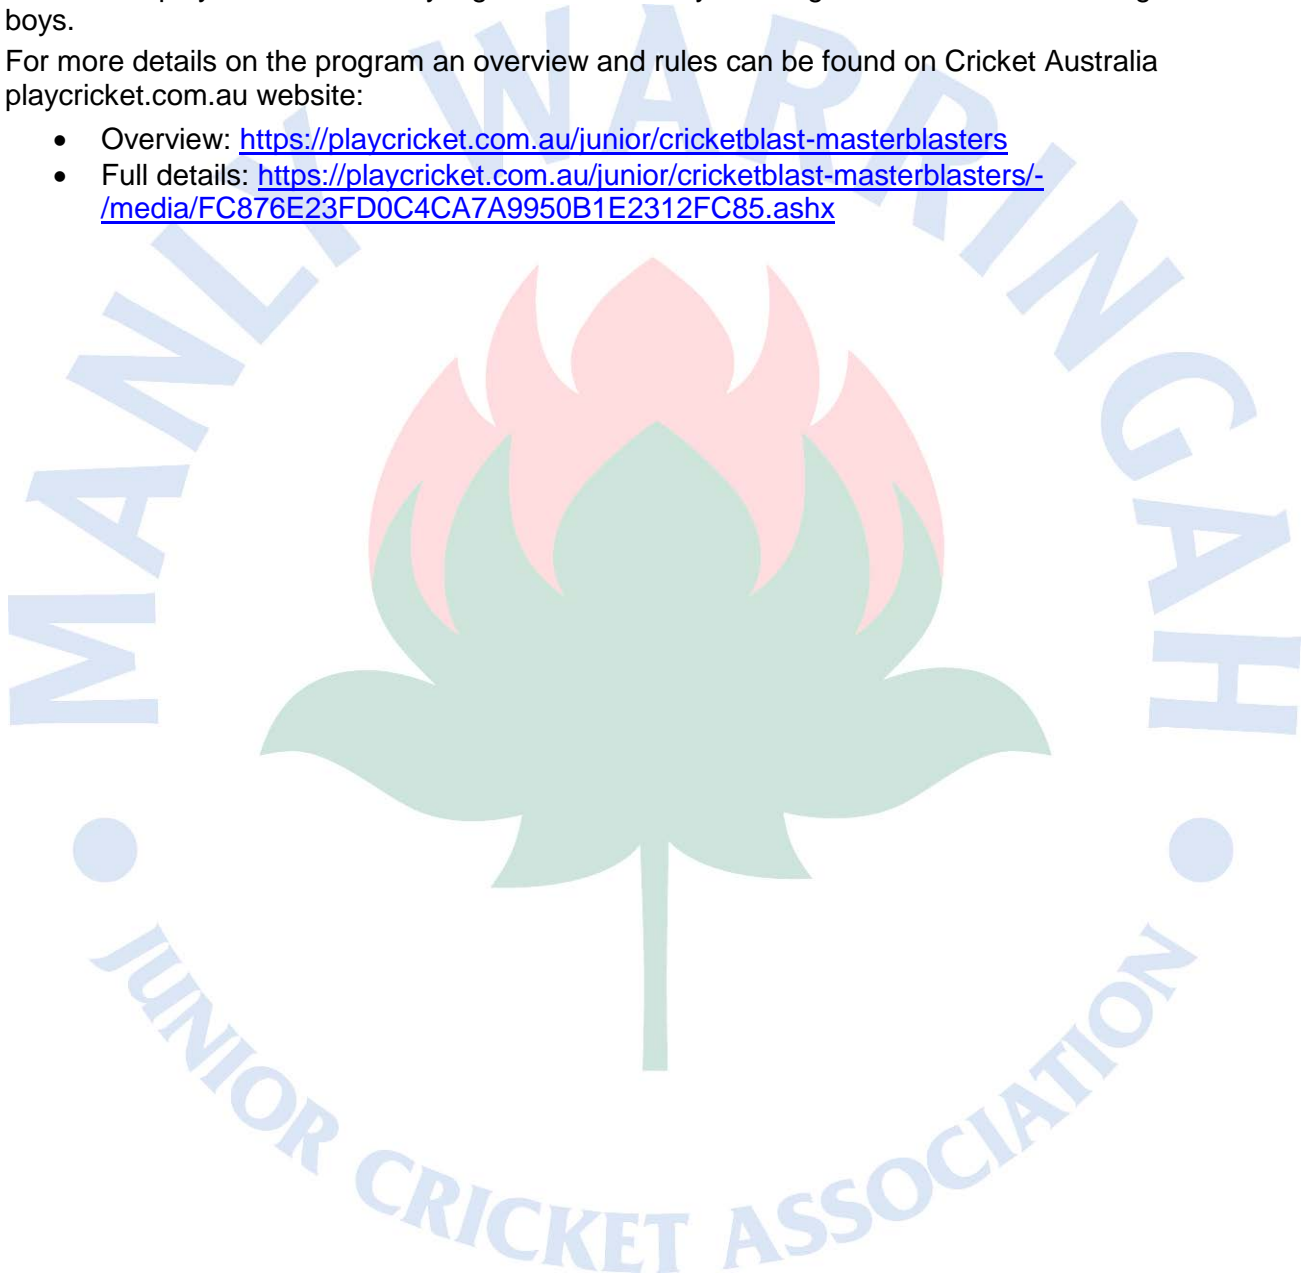 boys.
For more details on the program an overview and rules can be found on Cricket Australia
playcricket.com.au website:
• Overview: https://playcricket.com.au/junior/cricketblast-masterblasters
• Full details: https://playcricket.com.au/junior/cricketblast-masterblasters/-
/media/FC876E23FD0C4CA7A9950B1E2312FC85.ashx
MANLY WARRINGAH
JUNIOR CRICKET ASSOCIATION